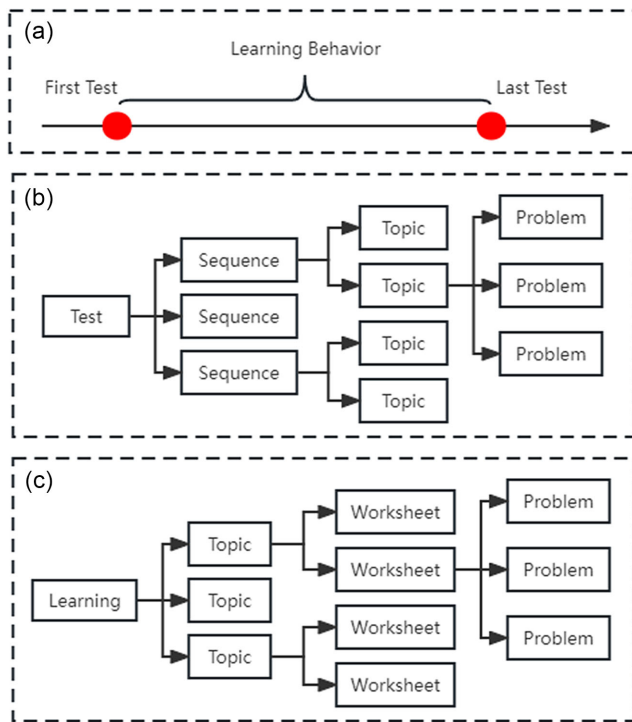 (a)
Learning Behavior
First Test
Last Test
(b)
Test
Sequence
Sequence
Sequence
Topic
Topic
Topic
Topic
Problem
Problem
Problem
(c)
Learning
Topic
Topic
Topic
Worksheet
Worksheet
Worksheet
Worksheet
Problem
Problem
Problem